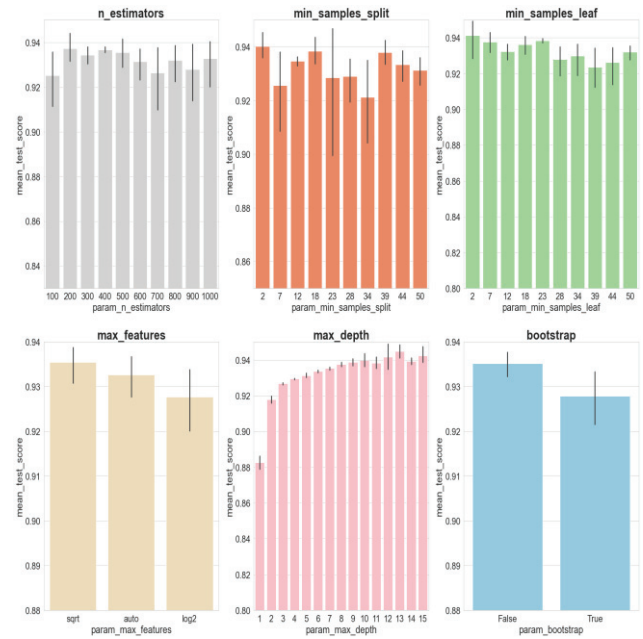 n_estimators
mean_test_score
0.94
0.92
0.90
0.88
0.86
0.84
100 200 300 400 500 600 700 800 900 1000
param_n_estimators
min_samples_split
mean_test_score
0.94
0.92
0.90
0.88
0.86
2 7 12 18 23 28 34 39 44 50
param_min_samples_split
min_samples_leaf
mean_test_score
0.94
0.92
0.90
0.88
0.86
0.84
0.82
0.80
2 7 12 18 23 28 34 39 44 50
param_min_samples_leaf
max_features
mean_test_score
0.94
0.93
0.92
0.91
0.90
0.89
0.88
sqrt auto log2
param_max_features
max_depth
mean_test_score
0.94
0.92
0.90
0.88
0.86
0.84
0.82
0.80
1 2 3 4 5 6 7 8 9 10 11 12 13 14 15
param_max_depth
bootstrap
mean_test_score
0.94
0.93
0.92
0.91
0.90
0.89
0.88
False True
param_bootstrap